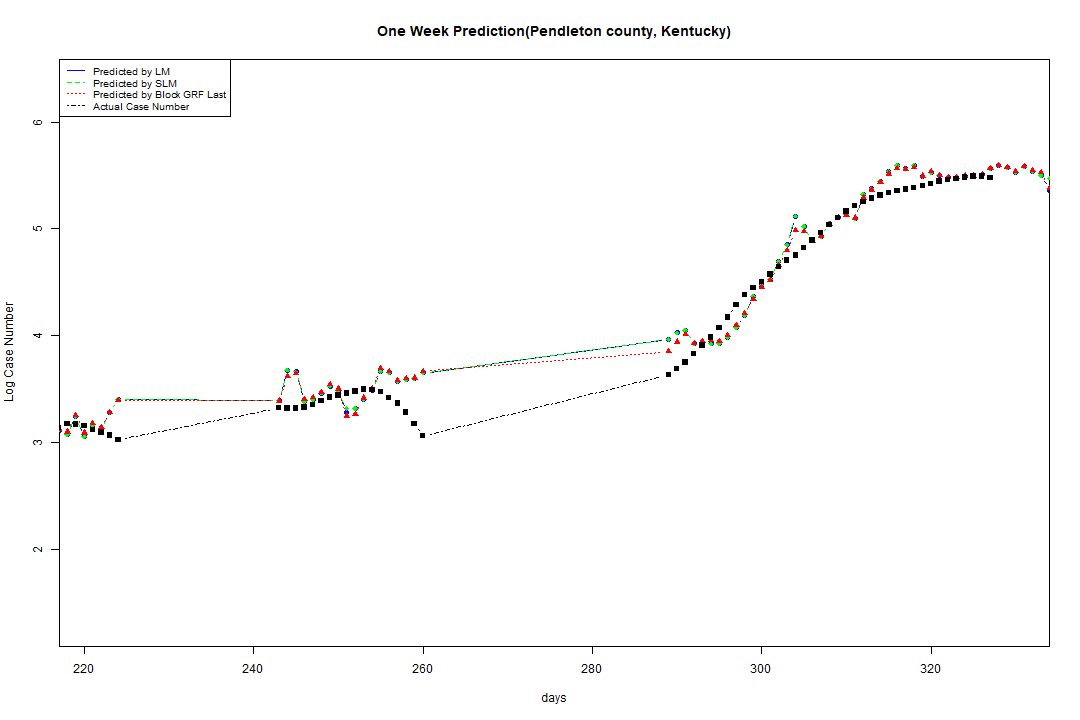 One Week Prediction(Pendleton county, Kentucky)
Predicted by LM
Predicted by SLM
Predicted by Block GRF Last
Actual Case Number
6
5
4
3
2
Log Case Number
220 240 260 280 300 320
days